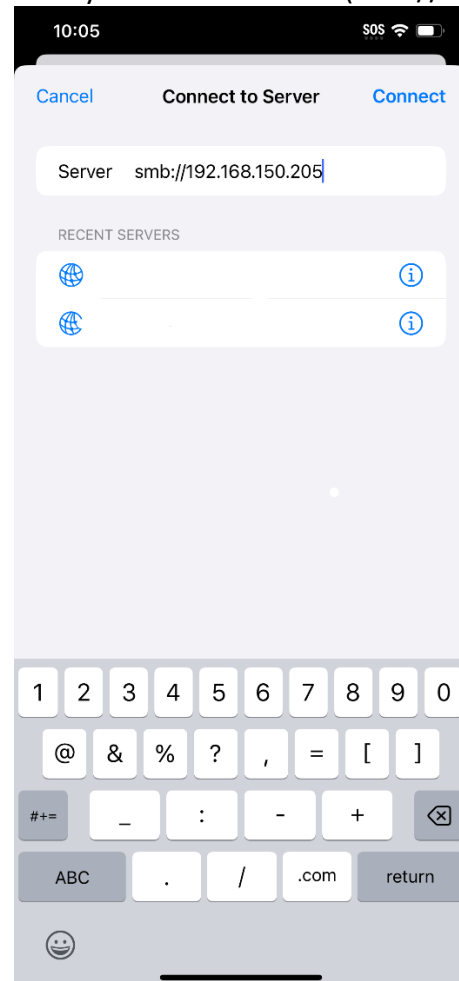 10:05 SOS
Cancel Connect to Server Connect
Server smb://192.168.150.205
RECENT SERVERS
1 2 3 4 5 6 7 8 9 0
@ & % ? , = [ ]
#+= _ : - +
ABC . / .com return